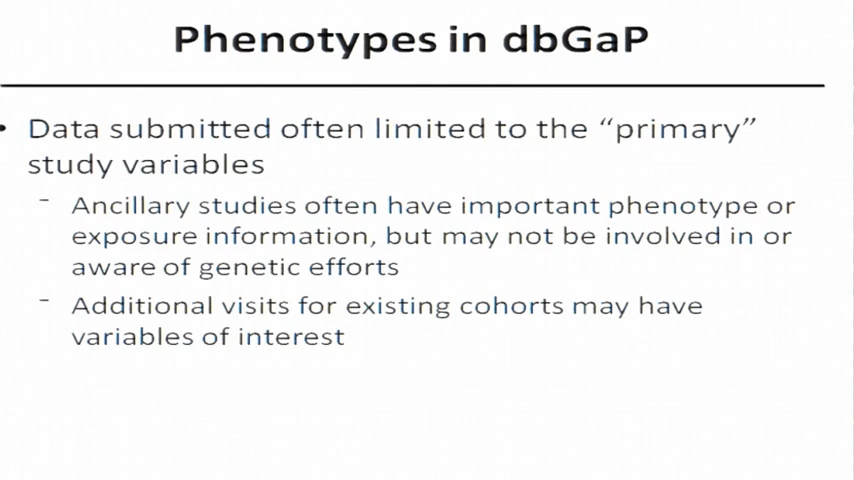 Phenotypes in dbGaP
• Data submitted often limited to the “primary”
study variables
- Ancillary studies often have important phenotype or
exposure information, but may not be involved in or
aware of genetic efforts
- Additional visits for existing cohorts may have
variables of interest